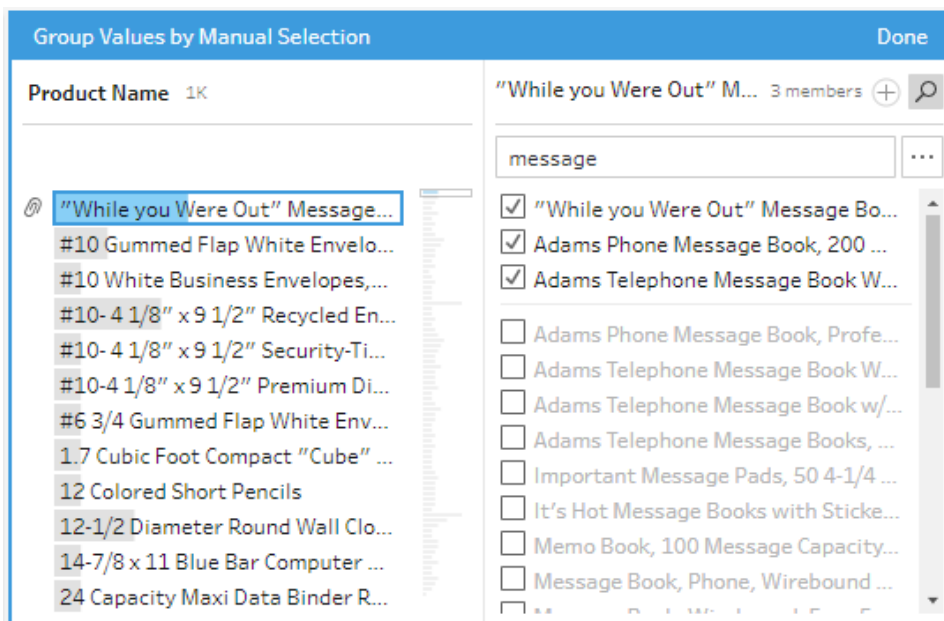 Group Values by Manual Selection Done
Product Name 1K
"While you Were Out" M... 3 members
message
...
"While you Were Out" Message...
#10 Gummed Flap White Envelo...
#10 White Business Envelopes,...
#10- 4 1/8" x 9 1/2" Recycled En...
#10- 4 1/8" x 9 1/2" Security-Ti...
#10-4 1/8" x 9 1/2" Premium Di...
#6 3/4 Gummed Flap White Env...
1.7 Cubic Foot Compact "Cube" ...
12 Colored Short Pencils
12-1/2 Diameter Round Wall Clo...
14-7/8 x 11 Blue Bar Computer ...
24 Capacity Maxi Data Binder R...
"While you Were Out" Message Bo...
Adams Phone Message Book, 200 ...
Adams Telephone Message Book W...
Adams Phone Message Book, Profe...
Adams Telephone Message Book W...
Adams Telephone Message Book w/...
Adams Telephone Message Books, ...
Important Message Pads, 50 4-1/4 ...
It's Hot Message Books with Sticke...
Memo Book, 100 Message Capacity...
Message Book, Phone, Wirebound ...